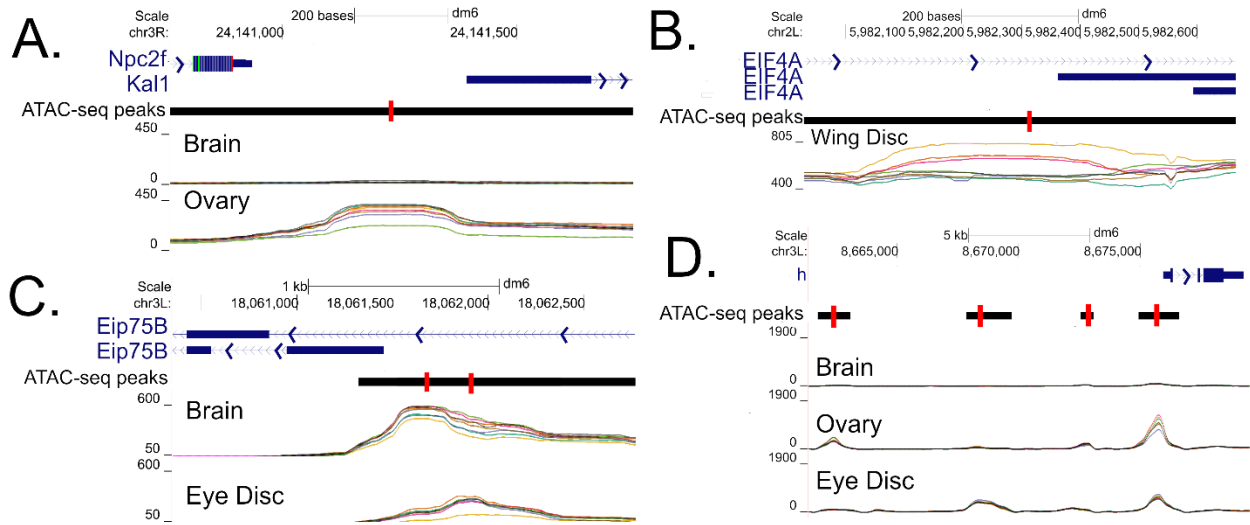 A.
Scale 200 bases dm6
chr3R: 24,141,000 24,141,500
Npc2f
Kal1
ATAC-seq peaks
450
Brain
0
450
Ovary
0
B.
Scale 200 bases dm6
chr2L: 5,982,100 5,982,200 5,982,300 5,982,400 5,982,500 5,982,600
EIF4A
EIF4A
EIF4A
ATAC-seq peaks
805
Wing Disc
400
C.
Scale 1 kb dm6
chr3L: 18,061,000 18,061,500 18,062,000 18,062,500
Eip75B
Eip75B
ATAC-seq peaks
600
Brain
50
600
Eye Disc
50
D.
Scale 5 kb dm6
chr3L: 8,665,000 8,670,000 8,675,000
h
ATAC-seq peaks
1900
Brain
0
1900
Ovary
0
1900
Eye Disc
0